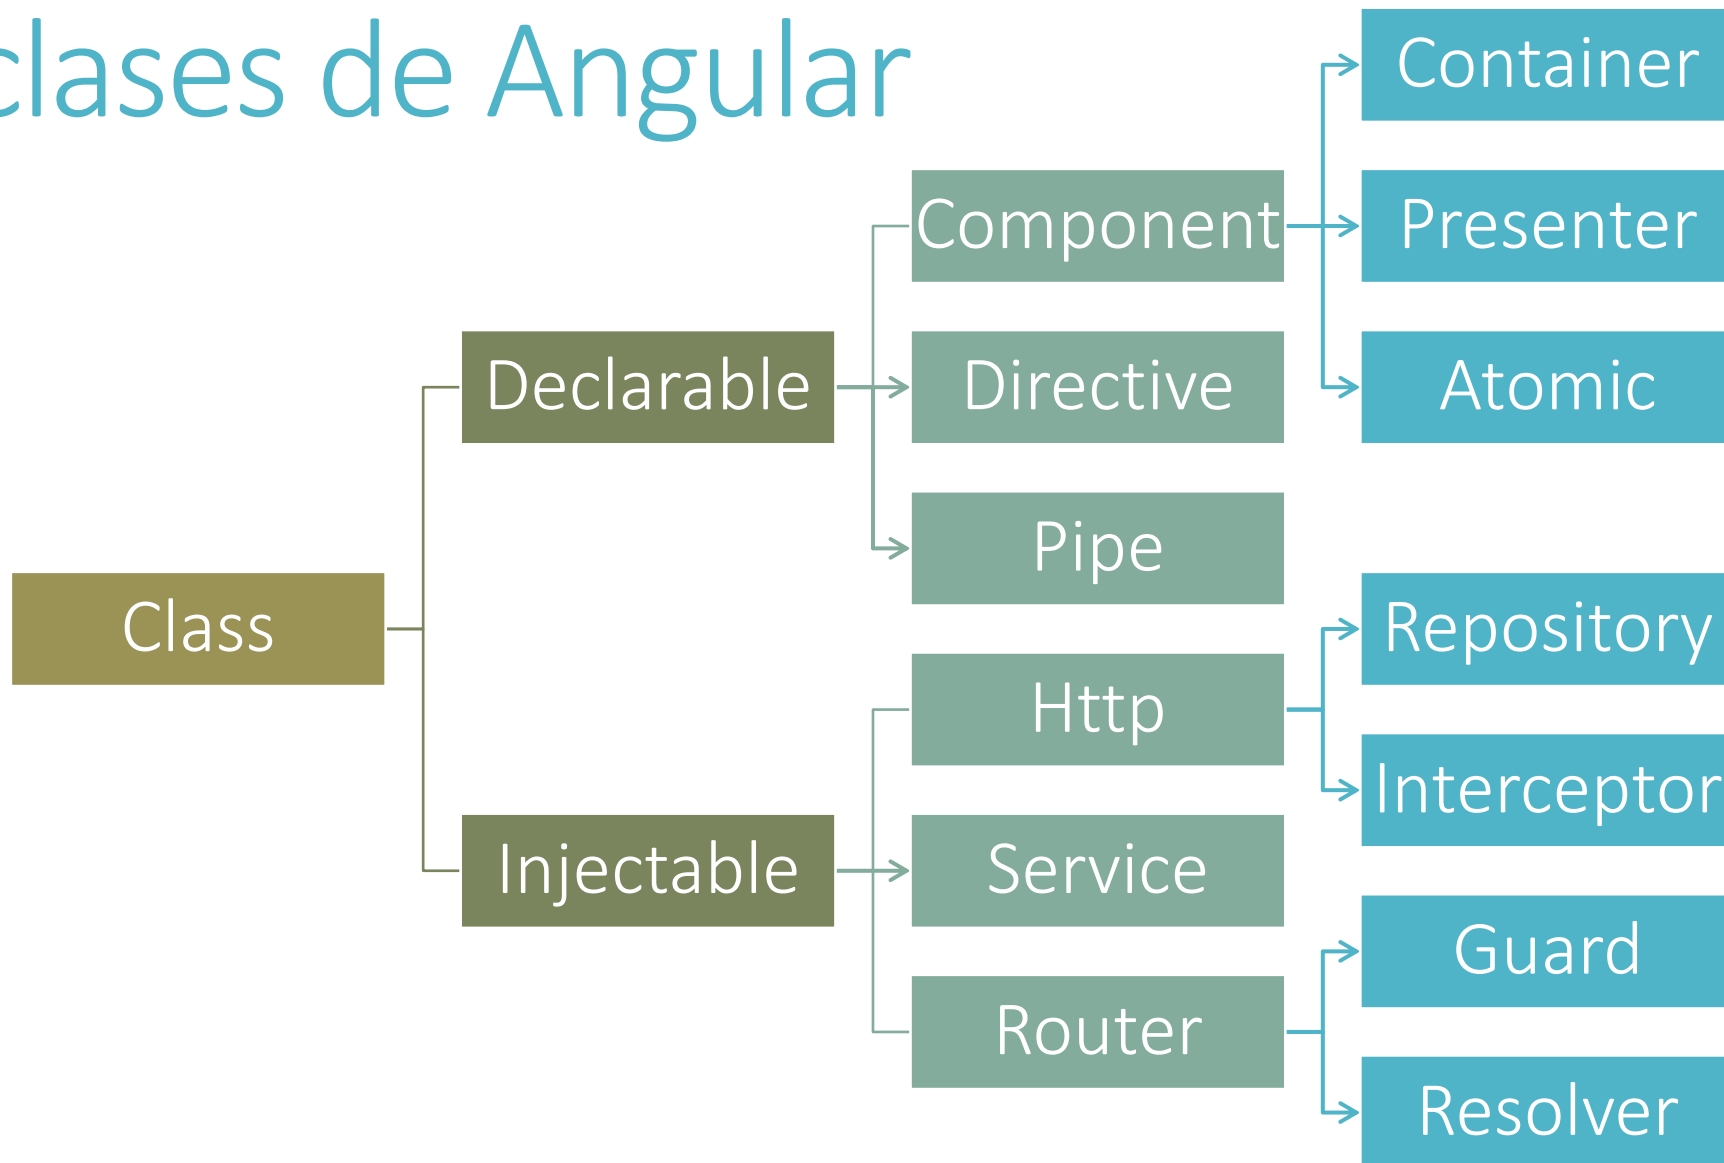 clases de Angular
Container
Component
Presenter
Declarable
Directive
Atomic
Pipe
Class
Repository
Http
Interceptor
Injectable
Service
Guard
Router
Resolver